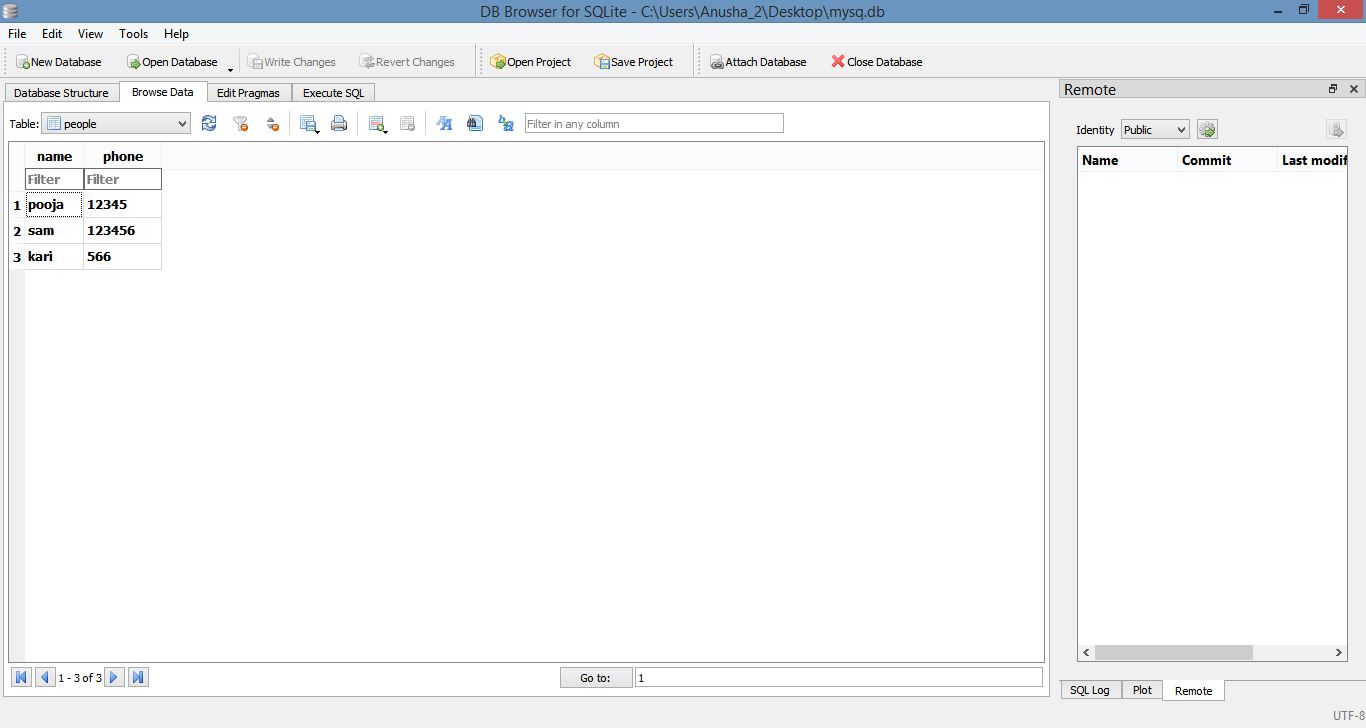 DB Browser for SQLite - C:\Users\Anusha_2\Desktop\mysq.db
File Edit View Tools Help
New Database Open Database Write Changes Revert Changes Open Project Save Project Attach Database Close Database
Database Structure Browse Data Edit Pragmas Execute SQL
Table: people Filter in any column
name phone
Filter Filter
1 pooja 12345
2 sam 123456
3 kari 566
1 - 3 of 3 Go to: 1
Remote
Identity Public
Name Commit Last modif
SQL Log Plot Remote
UTF-8